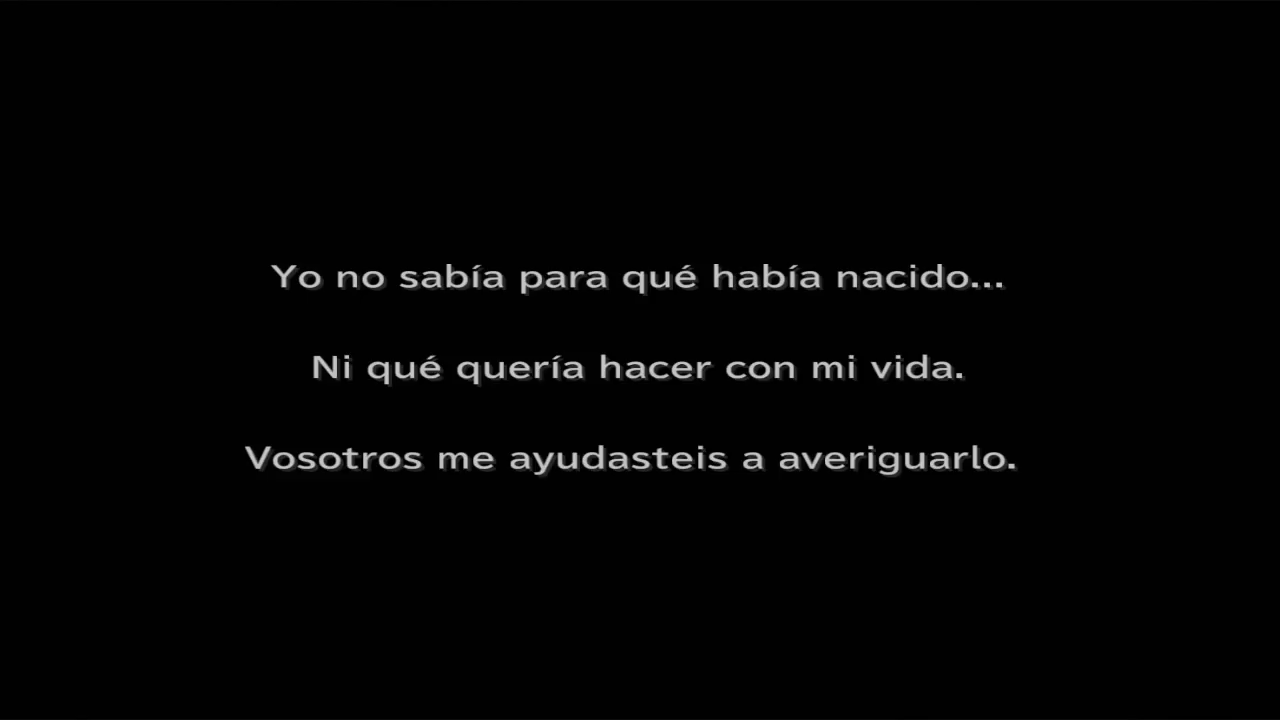 Yo no sabía para qué había nacido...
Ni qué quería hacer con mi vida.
Vosotros me ayudasteis a averiguarlo.